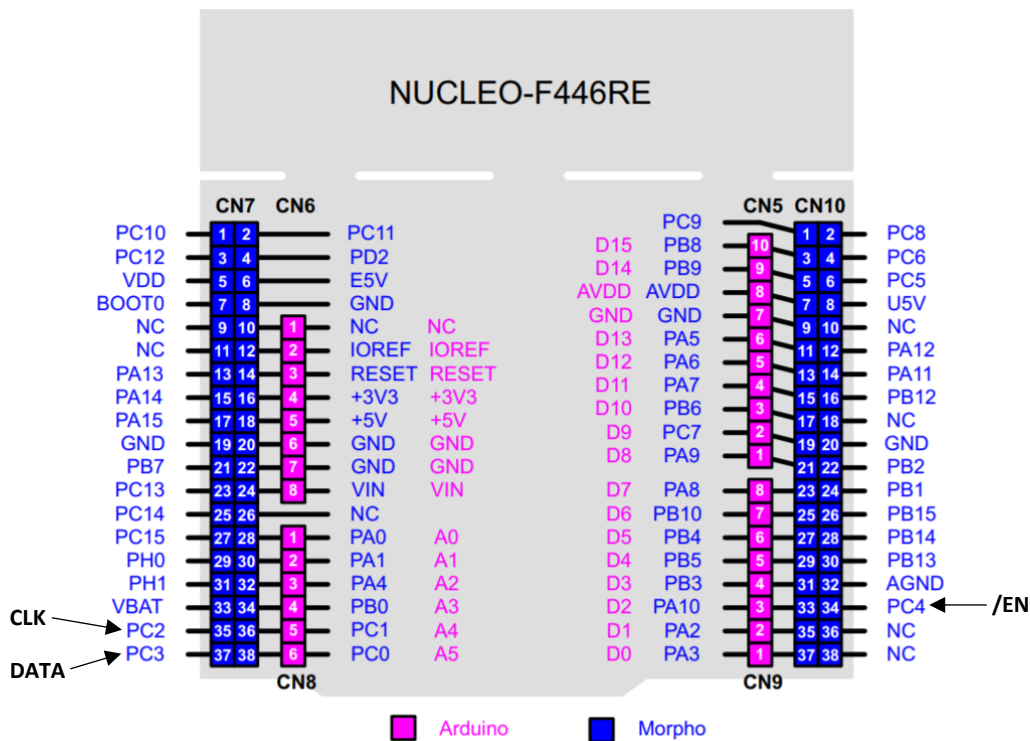 NUCLEO-F446RE
CN7 CN6 CN5 CN10
PC9
PC10 1 2 PC11 D15 PB8 10 1 2 PC8
PC12 3 4 PD2 D14 PB9 9 3 4 PC6
VDD 5 6 E5V AVDD AVDD 8 5 6 PC5
BOOT0 7 8 GND GND GND 7 7 8 U5V
NC 9 10 1 NC NC D13 PA5 6 9 10 NC
NC 11 12 2 IOREF IOREF D12 PA6 5 11 12 PA12
PA13 13 14 3 RESET RESET D11 PA7 4 13 14 PA11
PA14 15 16 4 +3V3 +3V3 D10 PB6 3 15 16 PB12
PA15 17 18 5 +5V +5V D9 PC7 2 17 18 NC
GND 19 20 6 GND GND D8 PA9 1 19 20 GND
PB7 21 22 7 GND GND 21 22 PB2
PC13 23 24 8 VIN VIN D7 PA8 8 23 24 PB1
PC14 25 26 NC D6 PB10 7 25 26 PB15
PC15 27 28 1 PA0 A0 D5 PB4 6 27 28 PB14
PH0 29 30 2 PA1 A1 D4 PB5 5 29 30 PB13
PH1 31 32 3 PA4 A2 D3 PB3 4 31 32 AGND
VBAT 33 34 4 PB0 A3 D2 PA10 3 33 34 PC4 /EN
CLK PC2 35 36 5 PC1 A4 D1 PA2 2 35 36 NC
DATA PC3 37 38 6 PC0 A5 D0 PA3 1 37 38 NC
CN8 CN9
Arduino Morpho